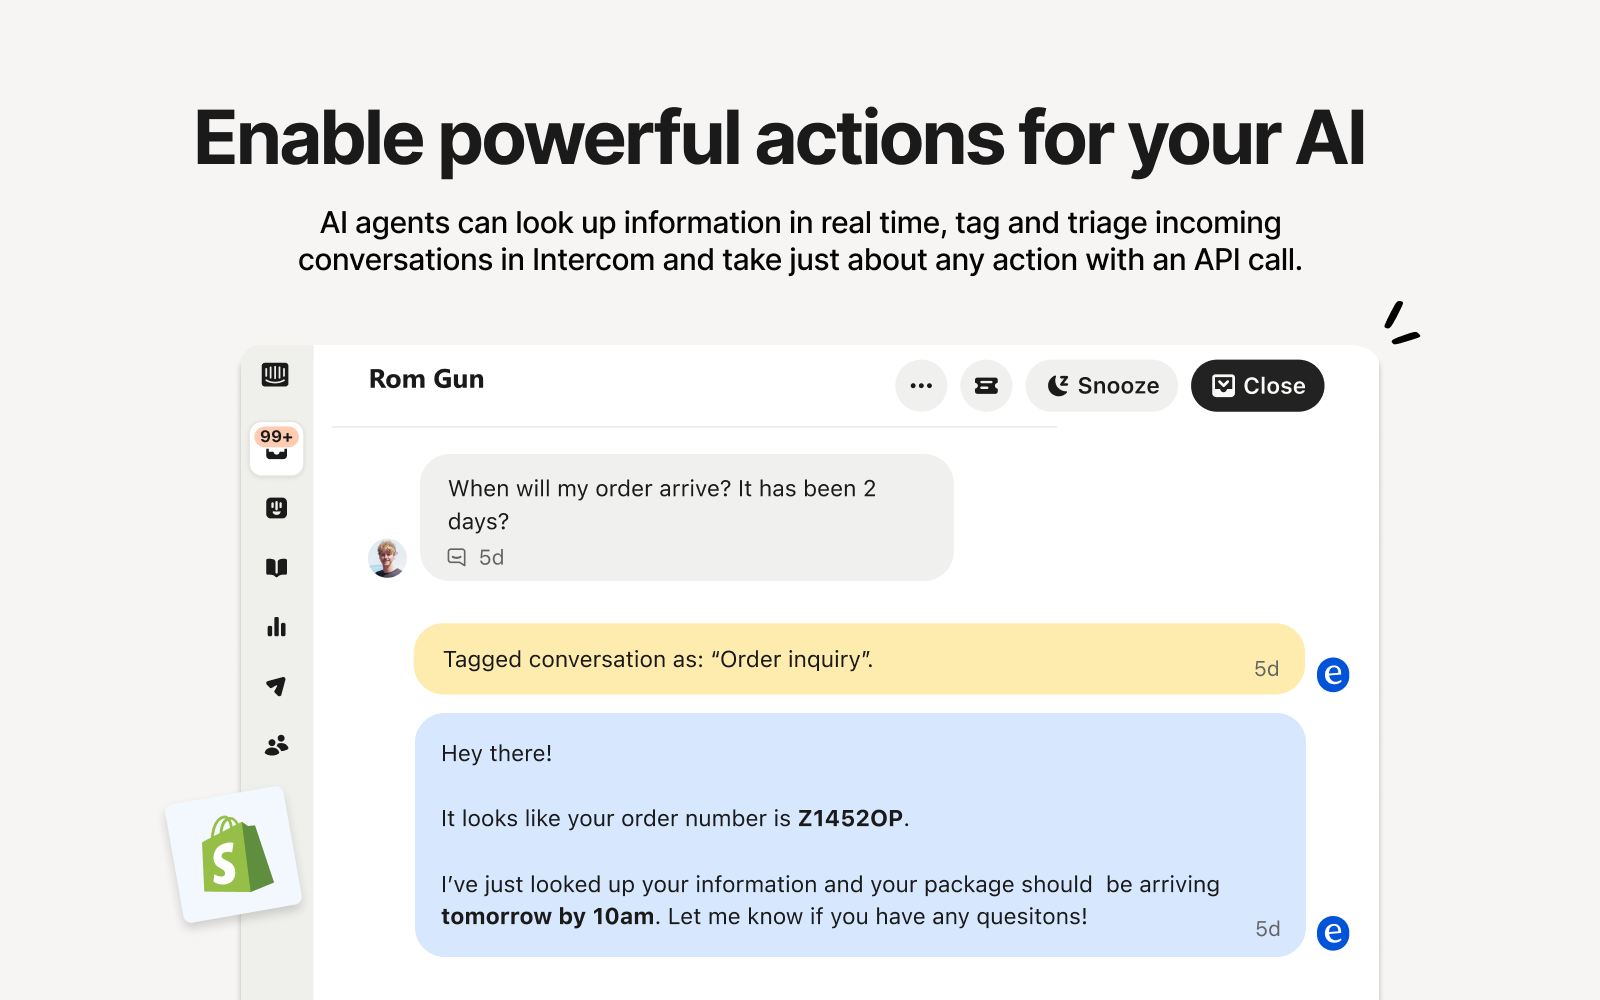 Enable powerful actions for your AI
AI agents can look up information in real time, tag and triage incoming
conversations in Intercom and take just about any action with an API call.
Rom Gun
Snooze
Close
99+
When will my order arrive? It has been 2
days?
5d
Tagged conversation as: “Order inquiry”.
5d
e
Hey there!
It looks like your order number is Z1452OP.
I’ve just looked up your information and your package should  be arriving
tomorrow by 10am. Let me know if you have any quesitons!
5d
e
S